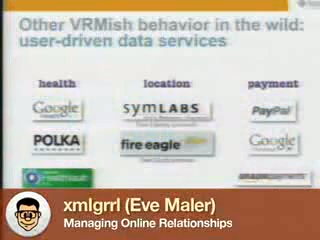 Other VRMish behavior in the wild:
user-driven data services
health location payment
Google symLABS PayPal
POLKA fire eagle Google
HealthVault
xmlgrrl (Eve Maler)
Managing Online Relationships